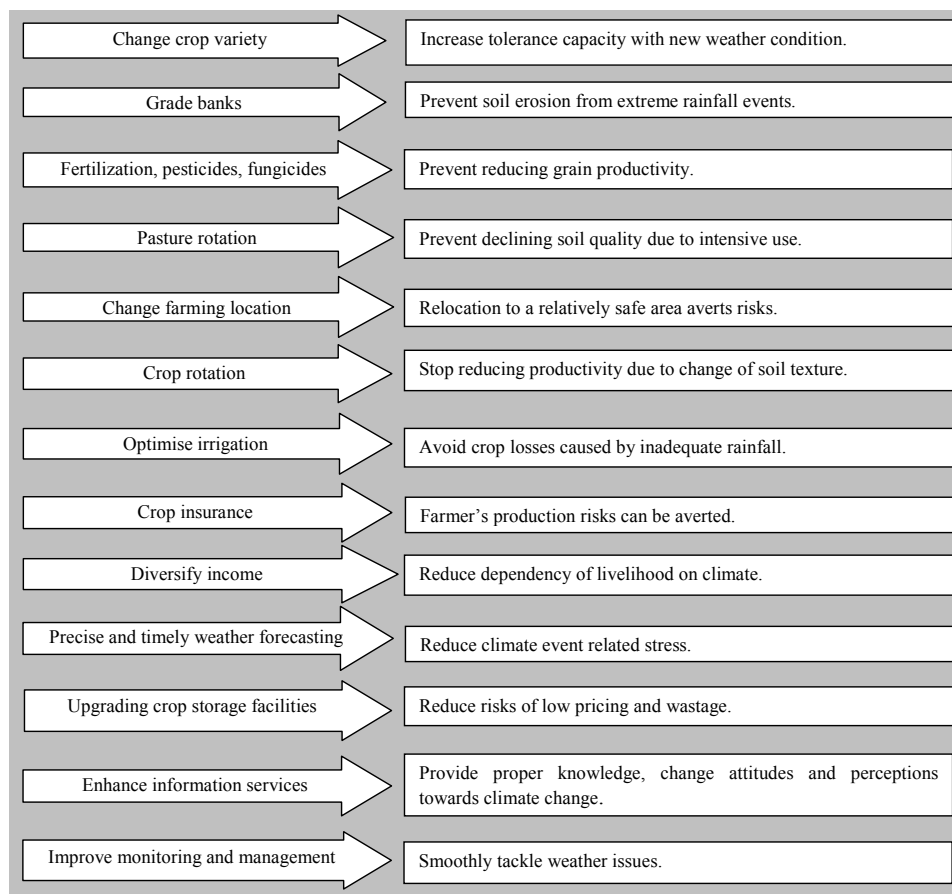 Change crop variety
Increase tolerance capacity with new weather condition.
Grade banks
Prevent soil erosion from extreme rainfall events.
Fertilization, pesticides, fungicides
Prevent reducing grain productivity.
Pasture rotation
Prevent declining soil quality due to intensive use.
Change farming location
Relocation to a relatively safe area averts risks.
Crop rotation
Stop reducing productivity due to change of soil texture.
Optimise irrigation
Avoid crop losses caused by inadequate rainfall.
Crop insurance
Farmer’s production risks can be averted.
Diversify income
Reduce dependency of livelihood on climate.
Precise and timely weather forecasting
Reduce climate event related stress.
Upgrading crop storage facilities
Reduce risks of low pricing and wastage.
Enhance information services
Provide proper knowledge, change attitudes and perceptions
towards climate change.
Improve monitoring and management
Smoothly tackle weather issues.